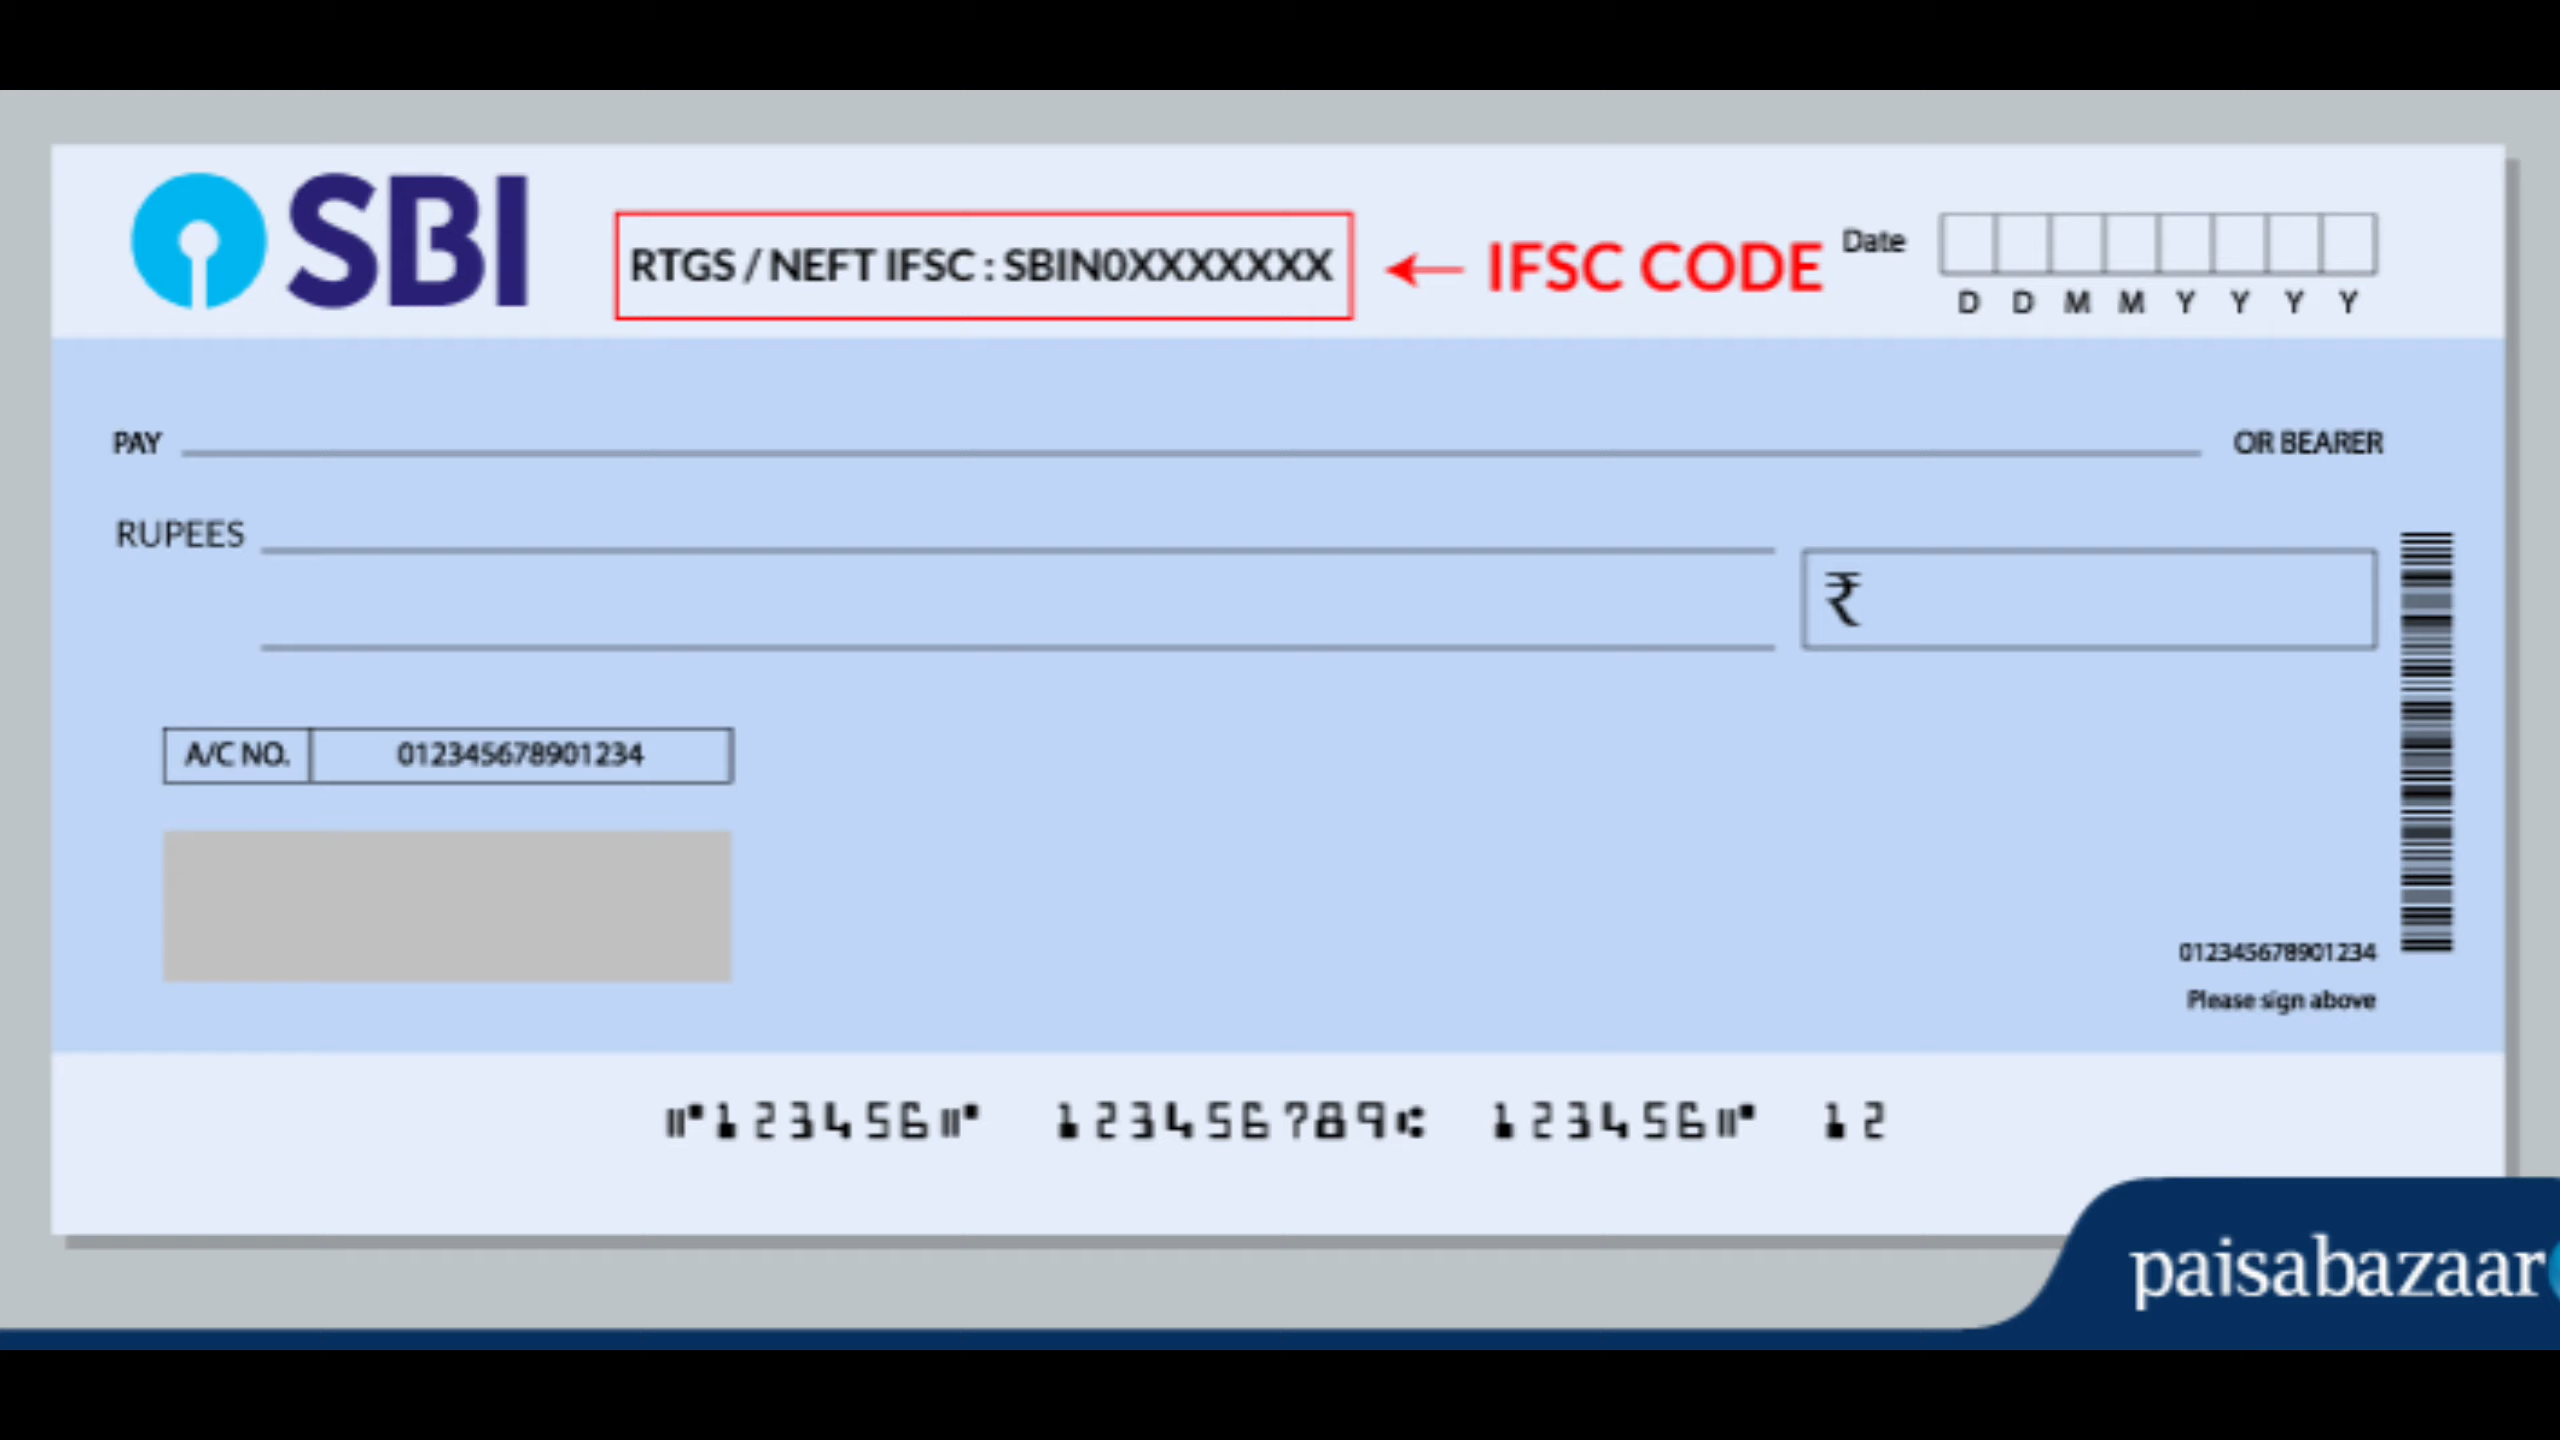 SBI
RTGS / NEFT IFSC : SBIN0XXXXXXX
IFSC CODE
Date
D D M M Y Y Y Y
PAY
OR BEARER
RUPEES
₹
A/C NO. 012345678901234
012345678901234
Please sign above
⑈123456⑈ 123456789⑆ 123456⑈ 12
paisabazaar